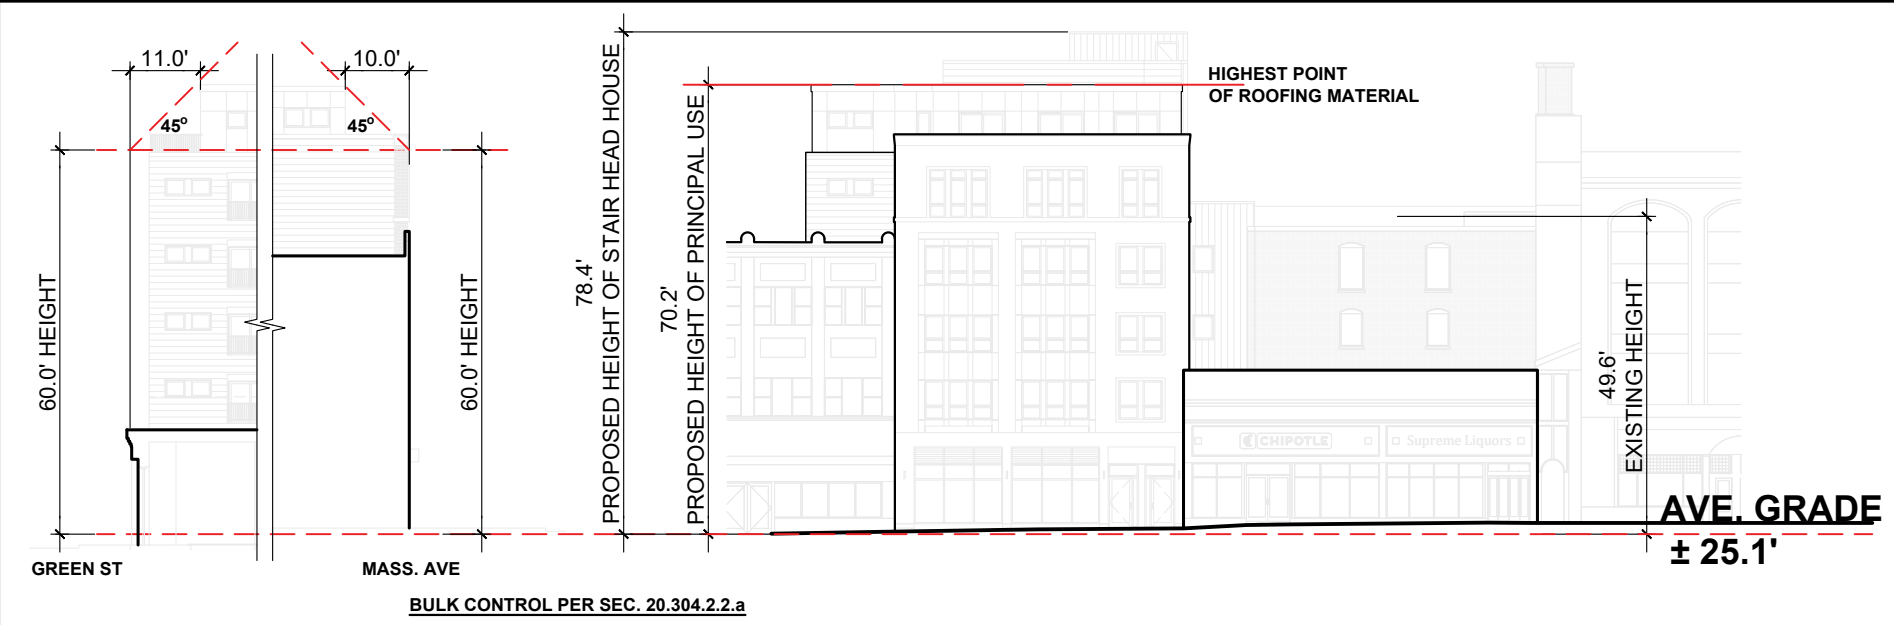 11.0'
10.0'
45°
45°
60.0' HEIGHT
60.0' HEIGHT
GREEN ST
MASS. AVE
BULK CONTROL PER SEC. 20.304.2.2.a
78.4'
PROPOSED HEIGHT OF STAIR HEAD HOUSE
70.2'
PROPOSED HEIGHT OF PRINCIPAL USE
HIGHEST POINT
OF ROOFING MATERIAL
CHIPOTLE
Supreme Liquors
49.6'
EXISTING HEIGHT
AVE. GRADE
± 25.1'